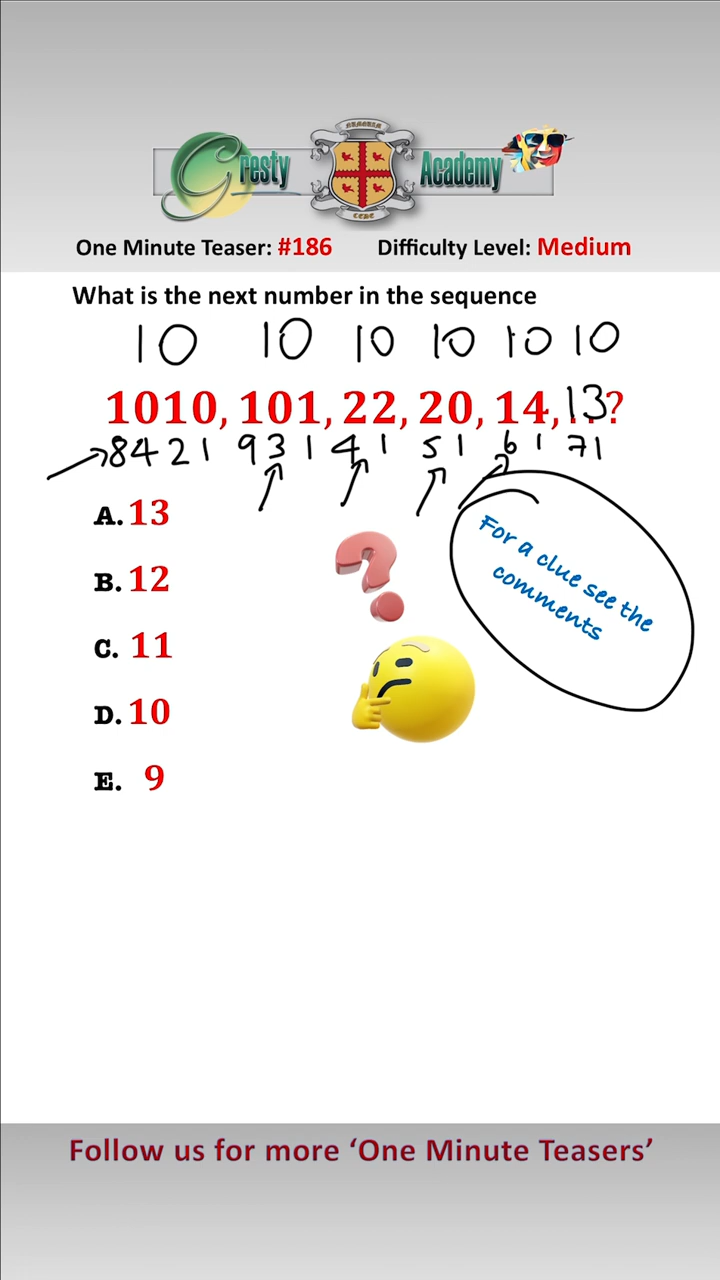 NUMORUM
Gresty Academy
CEBE
One Minute Teaser: #186 Difficulty Level: Medium
What is the next number in the sequence
10 10 10 10 10 10
1010, 101, 22, 20, 14, 13?
8421 931 41 51 61 71
A. 13
B. 12
C. 11
D. 10
E. 9
For a clue see the
comments
Follow us for more ‘One Minute Teasers’